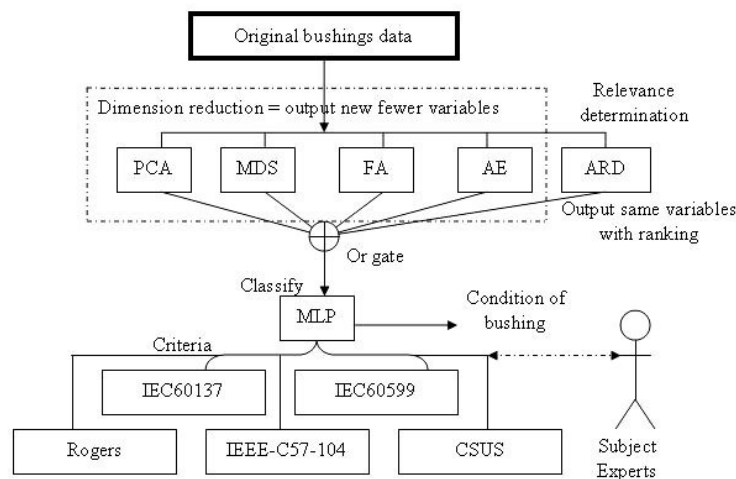 Original bushings data
Dimension reduction = output new fewer variables
Relevance
determination
PCA
MDS
FA
AE
ARD
Output same variables
with ranking
Or gate
Classify
MLP
Condition of
bushing
Criteria
IEC60137
IEC60599
Rogers
IEEE-C57-104
CSUS
Subject
Experts